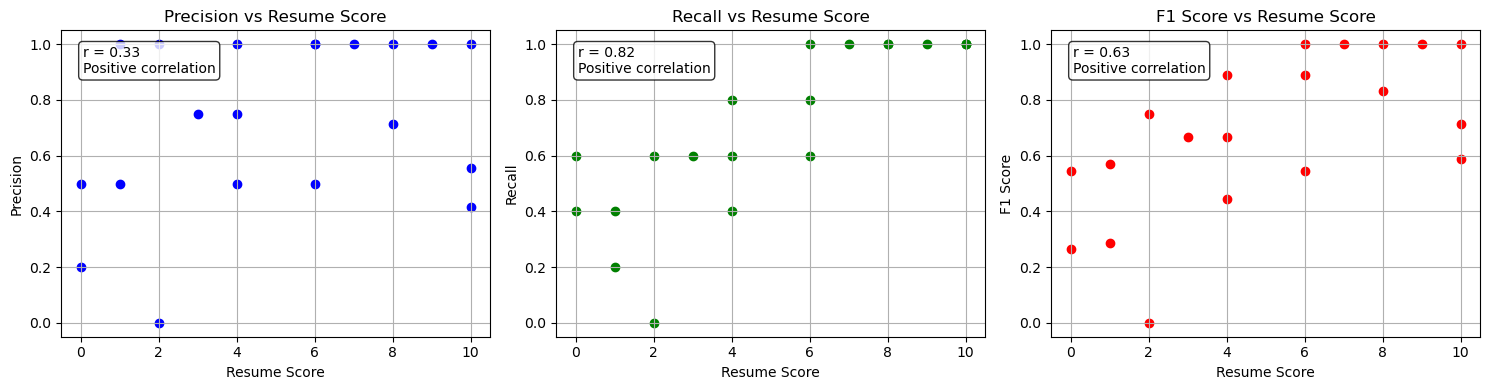 Precision vs Resume Score
r = 0.33
Positive correlation
1.0
0.8
0.6
0.4
0.2
0.0
Precision
0 2 4 6 8 10
Resume Score
Recall vs Resume Score
r = 0.82
Positive correlation
1.0
0.8
0.6
0.4
0.2
0.0
Recall
0 2 4 6 8 10
Resume Score
F1 Score vs Resume Score
r = 0.63
Positive correlation
1.0
0.8
0.6
0.4
0.2
0.0
F1 Score
0 2 4 6 8 10
Resume Score